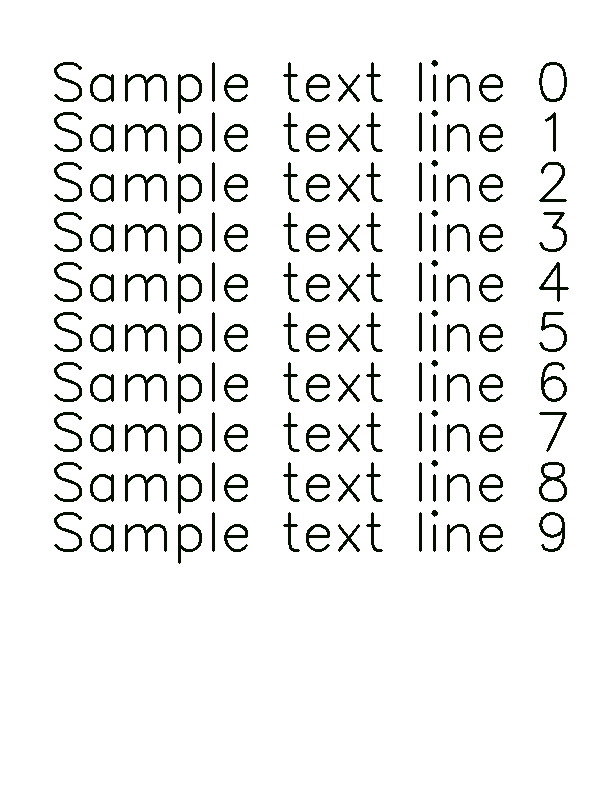 Sample text line 0
Sample text line 1
Sample text line 2
Sample text line 3
Sample text line 4
Sample text line 5
Sample text line 6
Sample text line 7
Sample text line 8
Sample text line 9